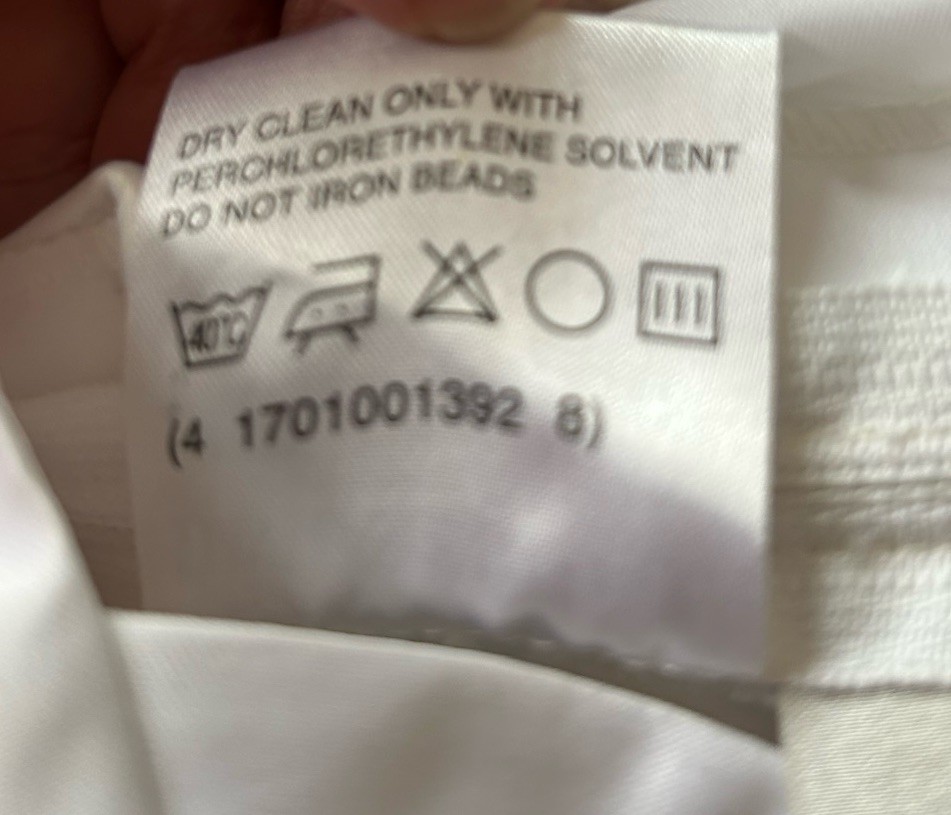 DRY CLEAN ONLY WITH
PERCHLORETHYLENE SOLVENT
DO NOT IRON BEADS
40°C
(4 1701001392 8)